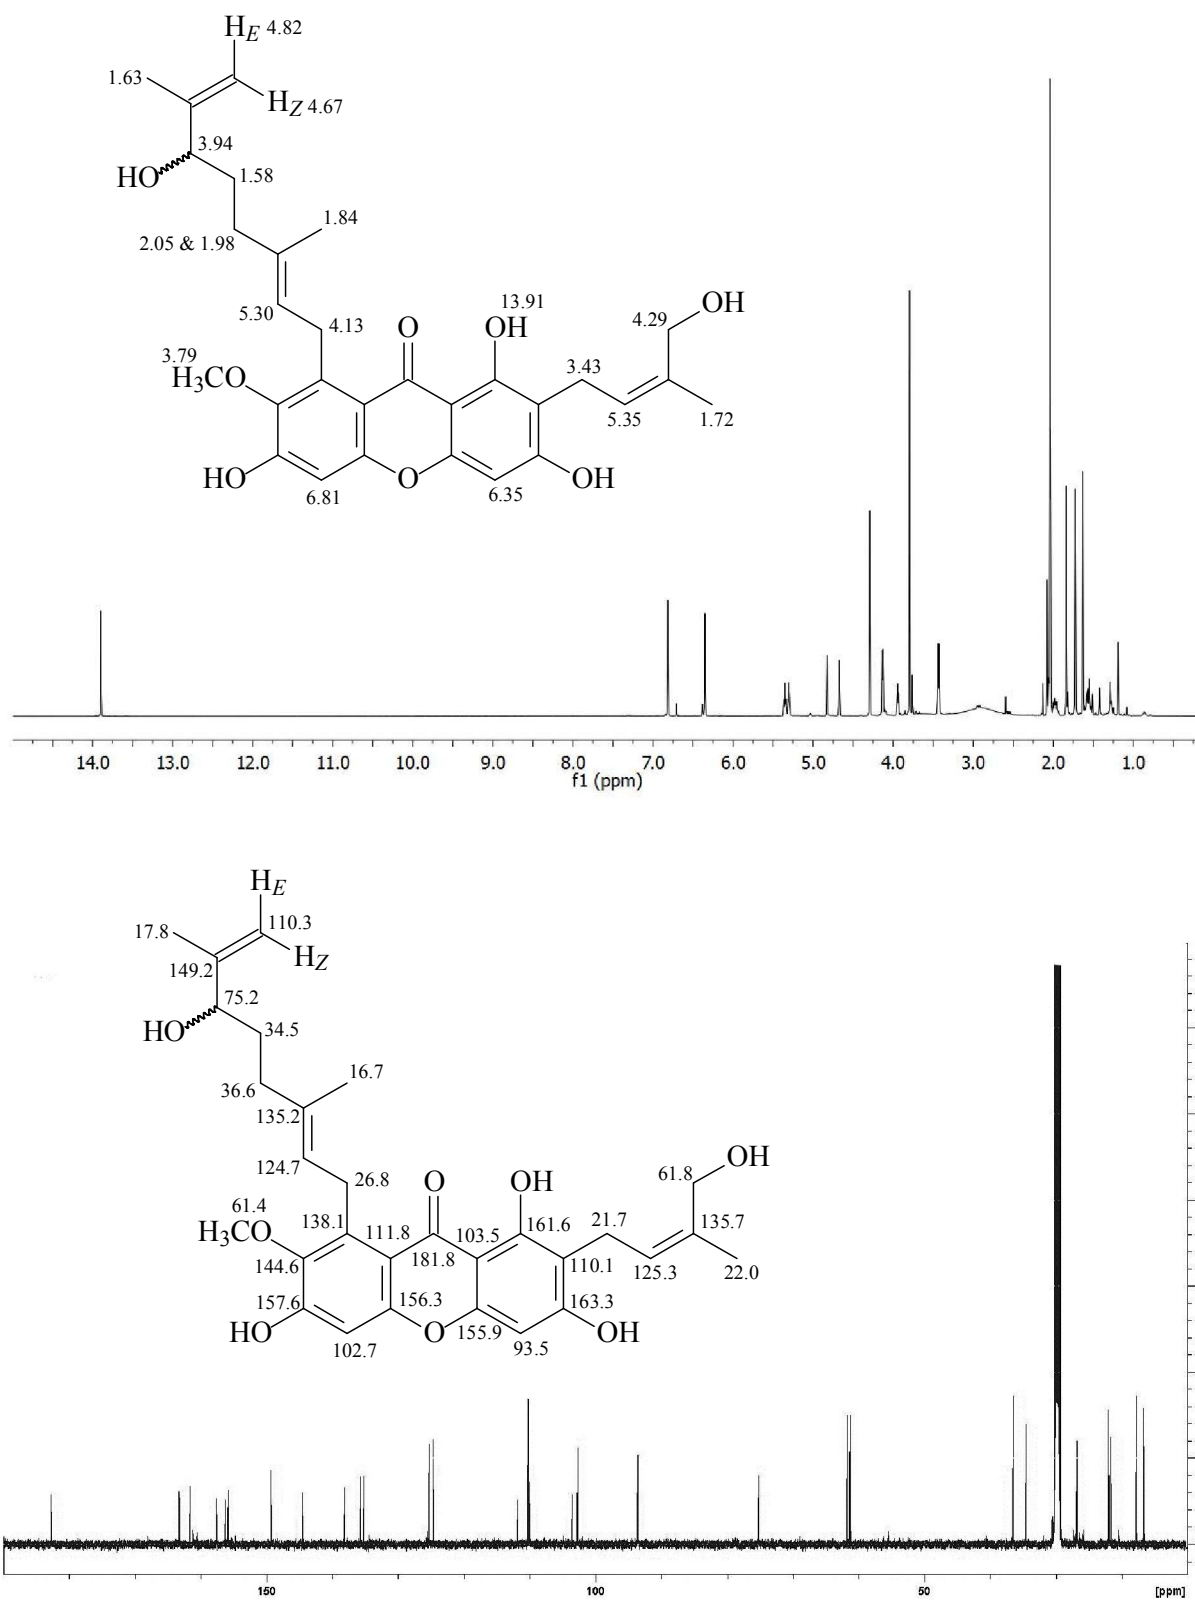 H_E 4.82
1.63
H_Z 4.67
3.94
HO
1.58
1.84
2.05 & 1.98
5.30
4.13
O
13.91
OH
4.29
OH
3.79
H3CO
3.43
5.35
1.72
HO
6.81
O
6.35
OH
14.0 13.0 12.0 11.0 10.0 9.0 8.0 7.0 6.0 5.0 4.0 3.0 2.0 1.0
f1 (ppm)
H_E
17.8
110.3
149.2
H_Z
75.2
HO
34.5
36.6
16.7
135.2
124.7
26.8
O
OH
61.8
OH
61.4
H3CO
138.1
111.8
103.5
161.6
21.7
135.7
144.6
181.8
110.1
125.3
22.0
157.6
156.3
163.3
HO
O
155.9
OH
102.7
93.5
150 100 50 [ppm]